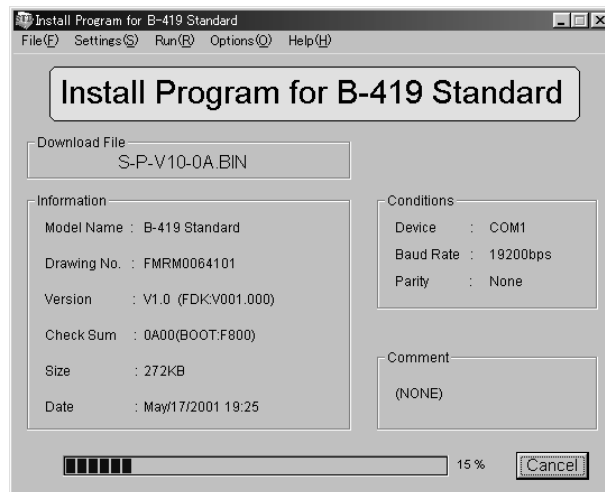 Install Program for B-419 Standard
File(F) Settings(S) Run(R) Options(O) Help(H)
Install Program for B-419 Standard
Download File
S-P-V10-0A.BIN
Information
Model Name : B-419 Standard
Drawing No. : FMRM0064101
Version : V1.0 (FDK:V001.000)
Check Sum : 0A00(BOOT:F800)
Size : 272KB
Date : May/17/2001 19:25
Conditions
Device : COM1
Baud Rate : 19200bps
Parity : None
Comment
(NONE)
15 %
Cancel